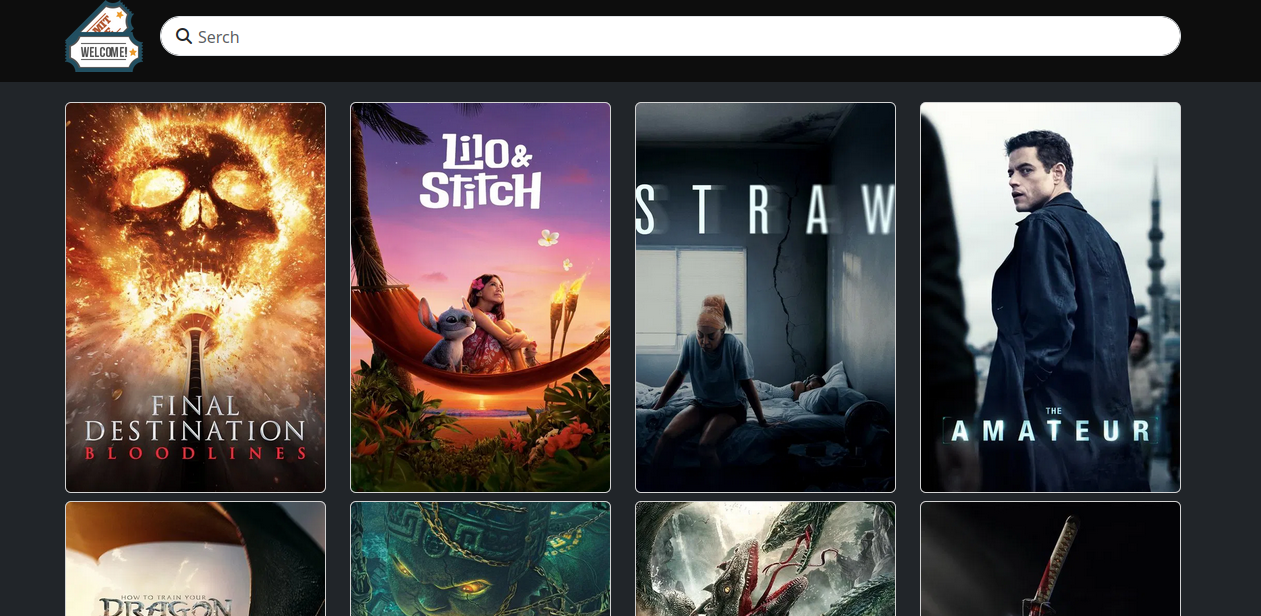 WELCOME!
Serch
LiLO &
StitcH
STRAW
FINAL
DESTINATION
BLOODLINES
THE
AMATEUR
HOW TO TRAIN YOUR
DRAGON